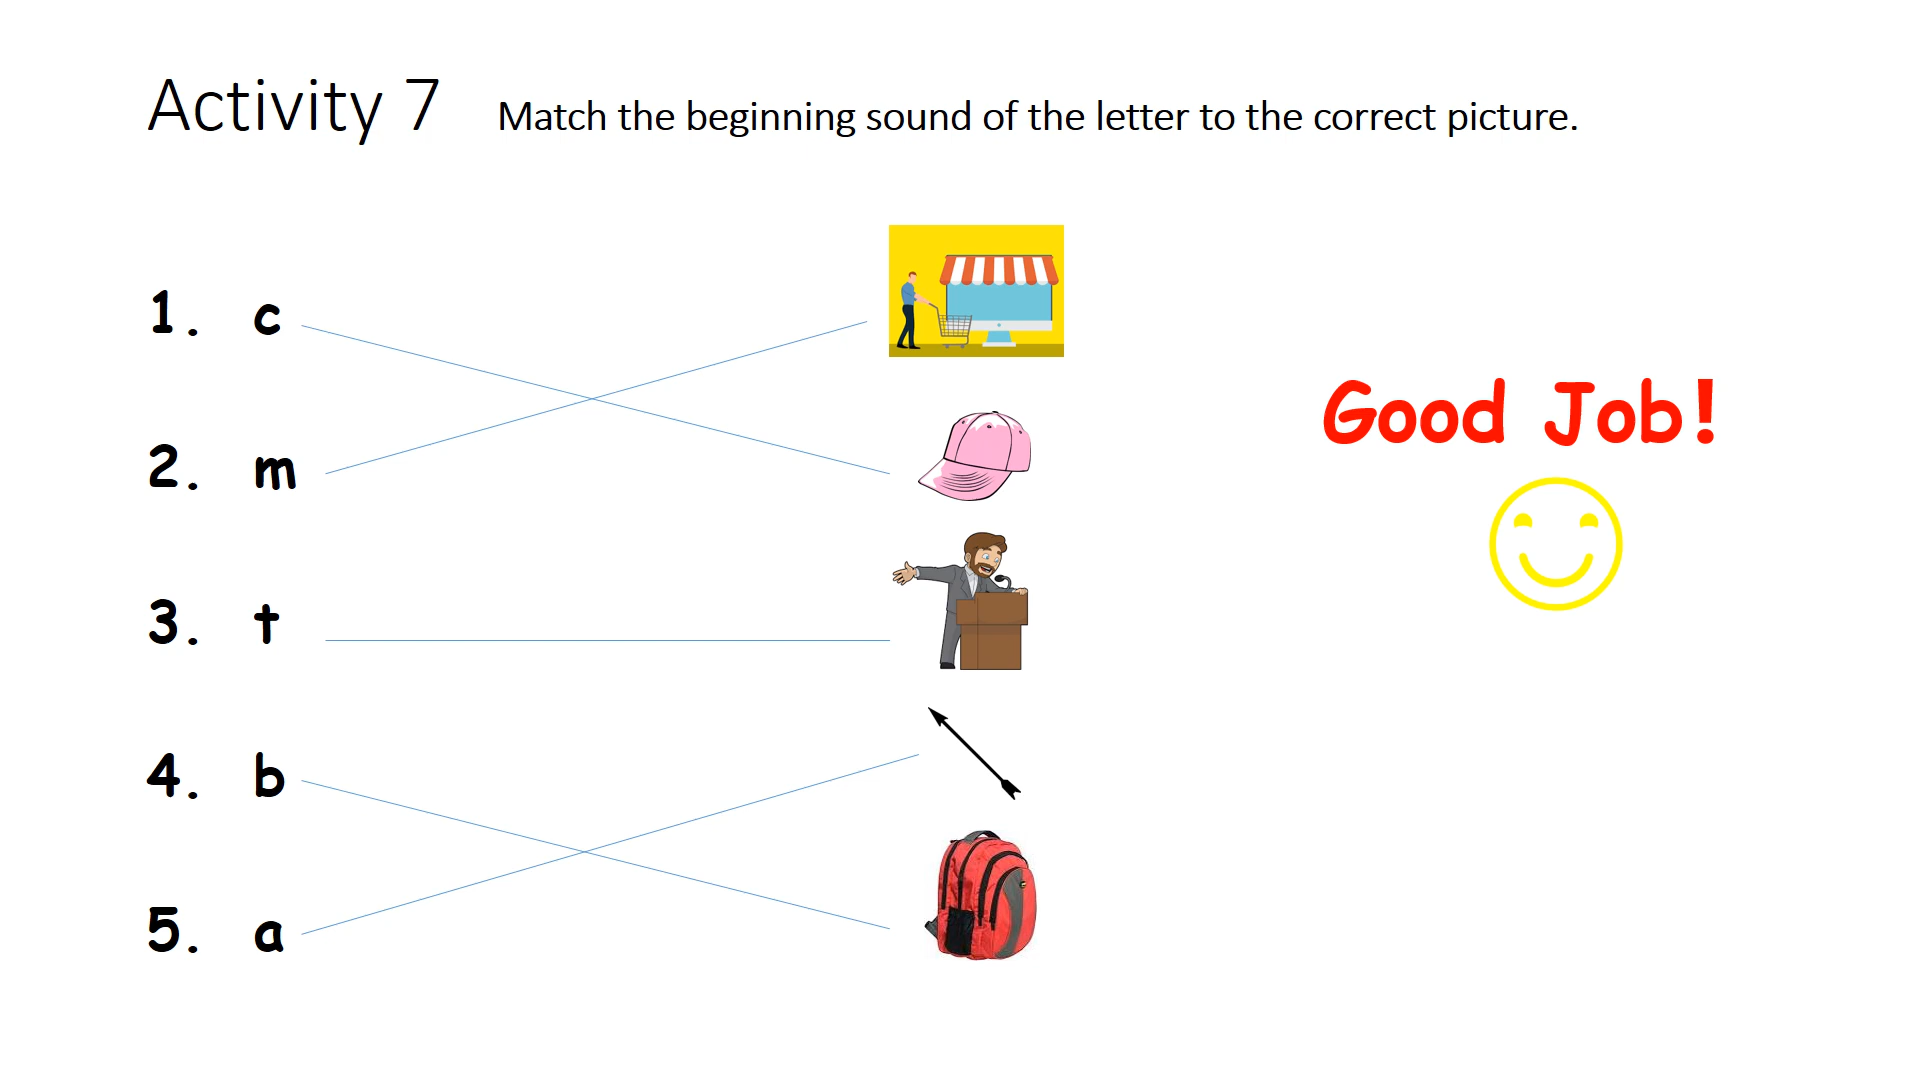 Activity 7 Match the beginning sound of the letter to the correct picture.
1. c
2. m
3. t
4. b
5. a
Good Job!